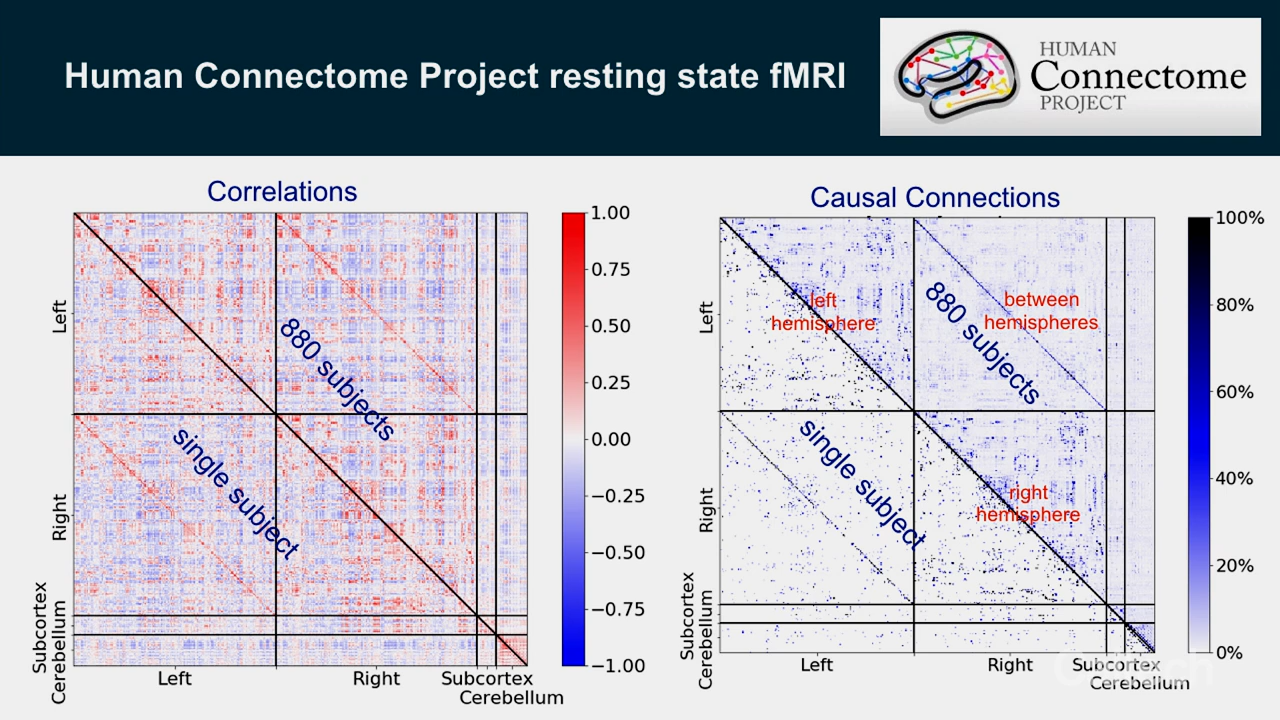 Human Connectome Project resting state fMRI
HUMAN
Connectome
PROJECT
Correlations
Left
Right
Subcortex
Cerebellum
880 subjects
single subject
Left
Right
Subcortex
Cerebellum
1.00
0.75
0.50
0.25
0.00
−0.25
−0.50
−0.75
−1.00
Causal Connections
Left
Right
Subcortex
Cerebellum
left
hemisphere
880 subjects
between
hemispheres
single subject
right
hemisphere
Left
Right
Subcortex
Cerebellum
100%
80%
60%
40%
20%
0%